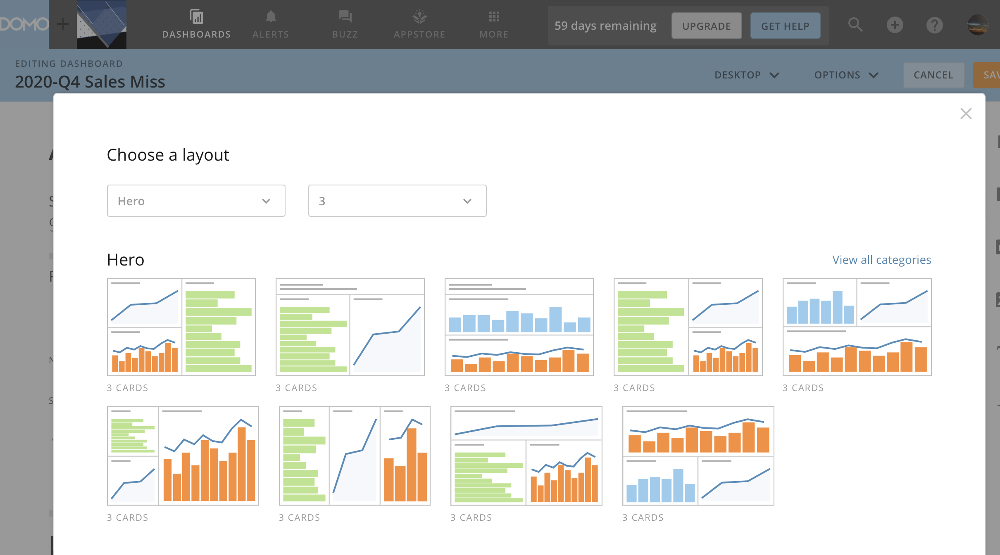 DOMO
DASHBOARDS
ALERTS
BUZZ
APPSTORE
MORE
59 days remaining
UPGRADE
GET HELP
EDITING DASHBOARD
2020-Q4 Sales Miss
DESKTOP
OPTIONS
CANCEL
Choose a layout
Hero
3
Hero
View all categories
3 CARDS
3 CARDS
3 CARDS
3 CARDS
3 CARDS
3 CARDS
3 CARDS
3 CARDS
3 CARDS